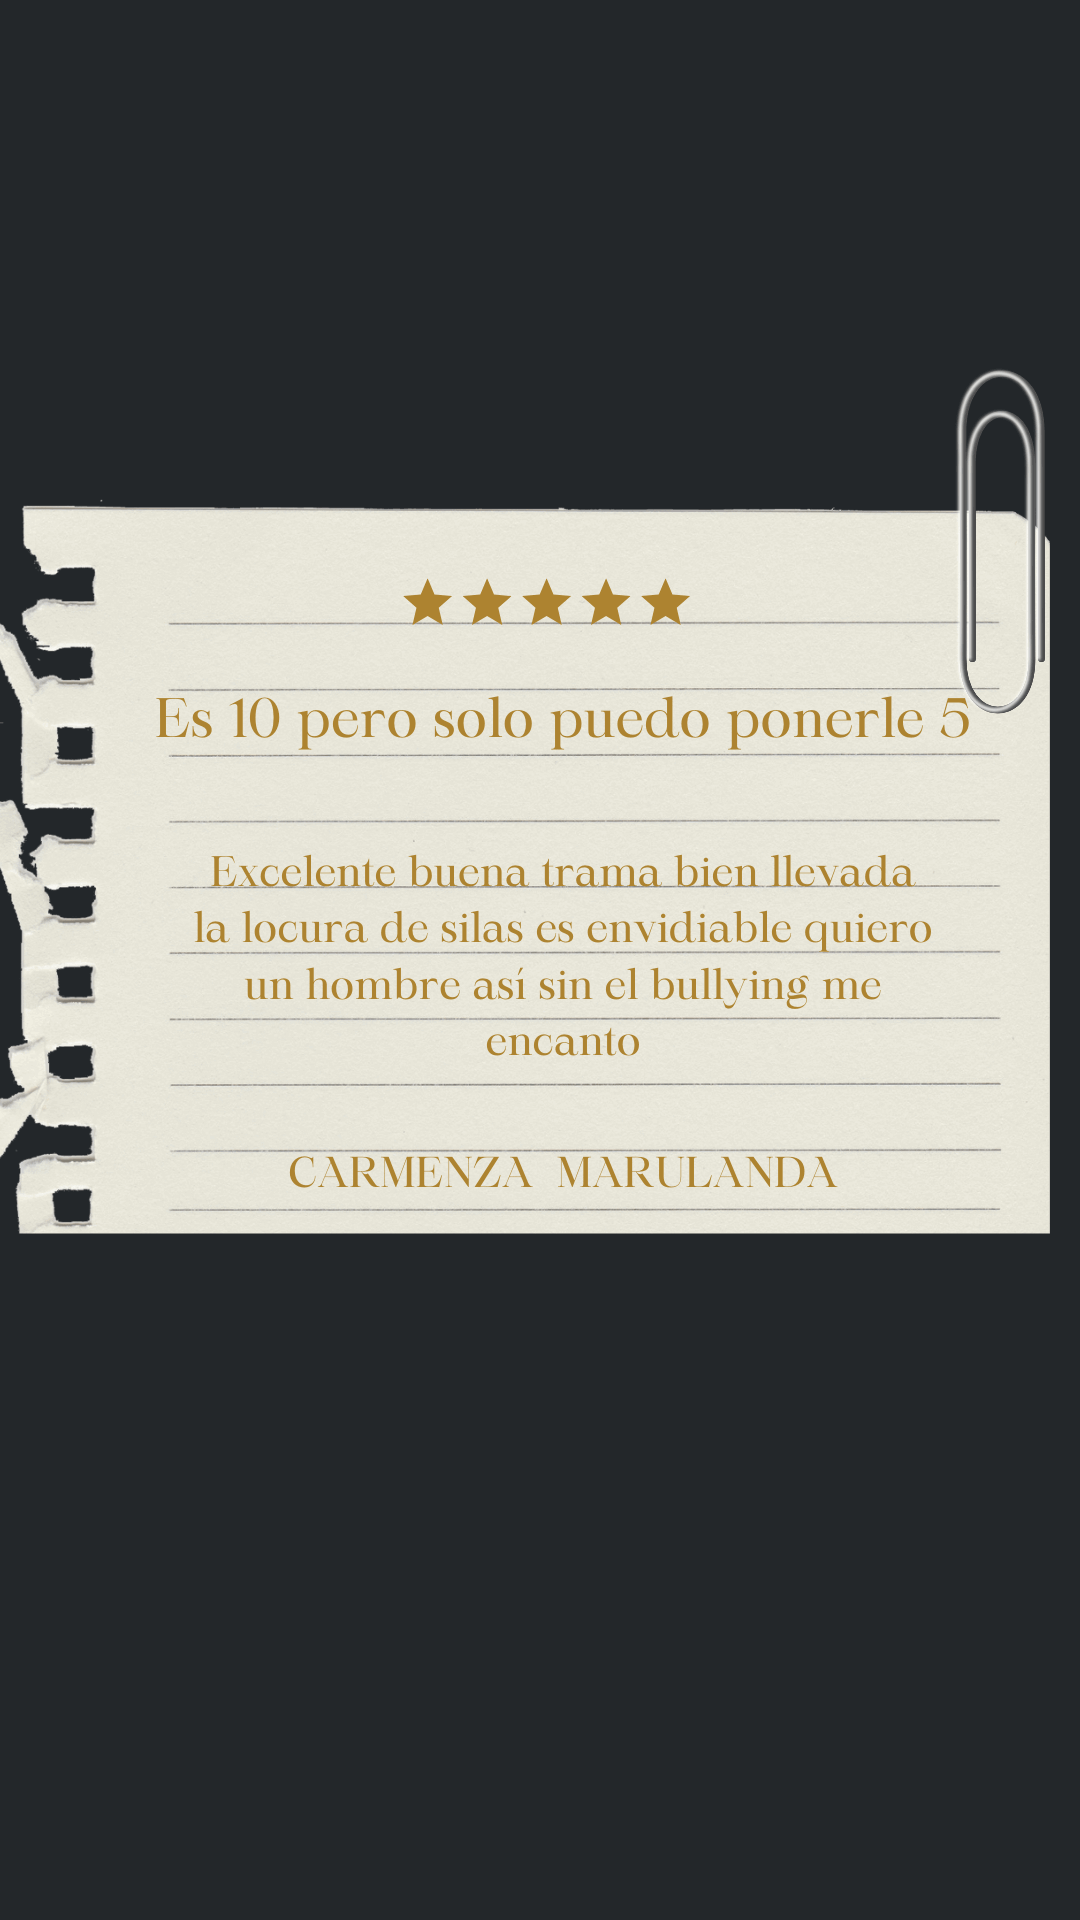 Es 10 pero solo puedo ponerle 5
Excelente buena trama bien llevada
la locura de silas es envidiable quiero
un hombre así sin el bullying me
encanto
CARMENZA MARULANDA